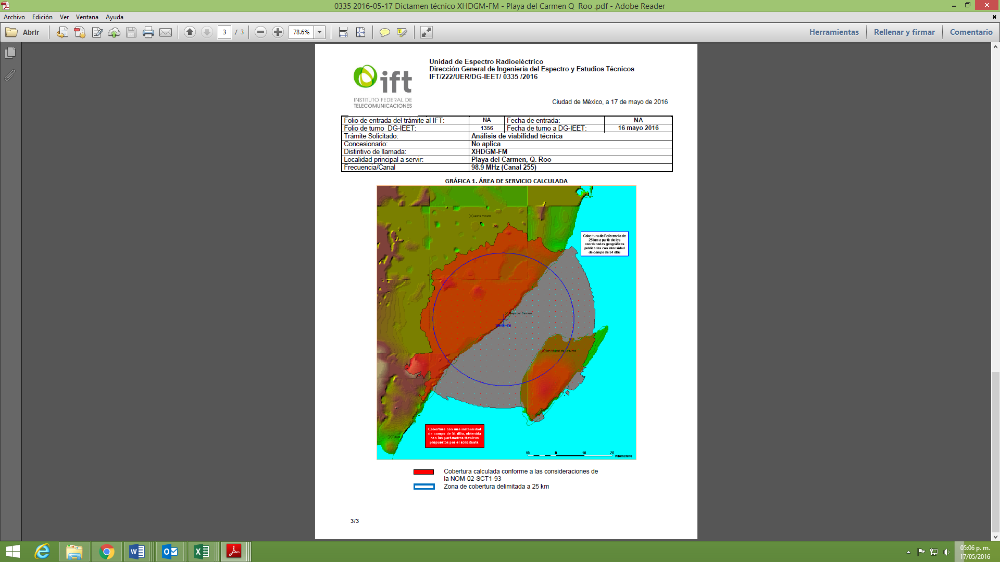 0335 2016-05-17 Dictamen técnico XHDGM-FM - Playa del Carmen Q Roo .pdf - Adobe Reader
Archivo Edición Ver Ventana Ayuda
Abrir 3 / 3 78.6% Herramientas Rellenar y firmar Comentario
Unidad de Espectro Radioeléctrico
Dirección General de Ingeniería del Espectro y Estudios Técnicos
IFT/222/UER/DG-IEET/ 0335 /2016
ift
INSTITUTO FEDERAL DE
TELECOMUNICACIONES
Ciudad de México, a 17 de mayo de 2016
Folio de entrada del trámite al IFT: NA Fecha de entrada: NA
Folio de turno DG-IEET: 1356 Fecha de turno a DG-IEET: 16 mayo 2016
Trámite Solicitado: Análisis de viabilidad técnica
Concesionario: No aplica
Distintivo de llamada: XHDGM-FM
Localidad principal a servir: Playa del Carmen, Q. Roo
Frecuencia/Canal 98.9 MHz (Canal 255)
GRÁFICA 1. ÁREA DE SERVICIO CALCULADA
Leona Vicario
Cobertura de Referencia de
25 km a partir de las
coordenadas geográficas
publicadas con intensidad
de campo de 54 dBu
Playa del Carmen
XHDGM-FM
San Miguel de Cozumel
Cobertura con una instensidad
de campo de 54 dBu, obtenida
con los parámetros técnicos
propuestos por el solicitante.
Tulum
10 0 10 20
Kilometers
Cobertura calculada conforme a las consideraciones de
la NOM-02-SCT1-93
Zona de cobertura delimitada a 25 km
3/3
05:06 p. m.
17/05/2016